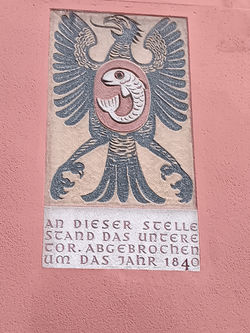 AN DIESER STELLE
STAND DAS UNTERE
TOR. ABGEBROCHEN
UM DAS JAHR 1840